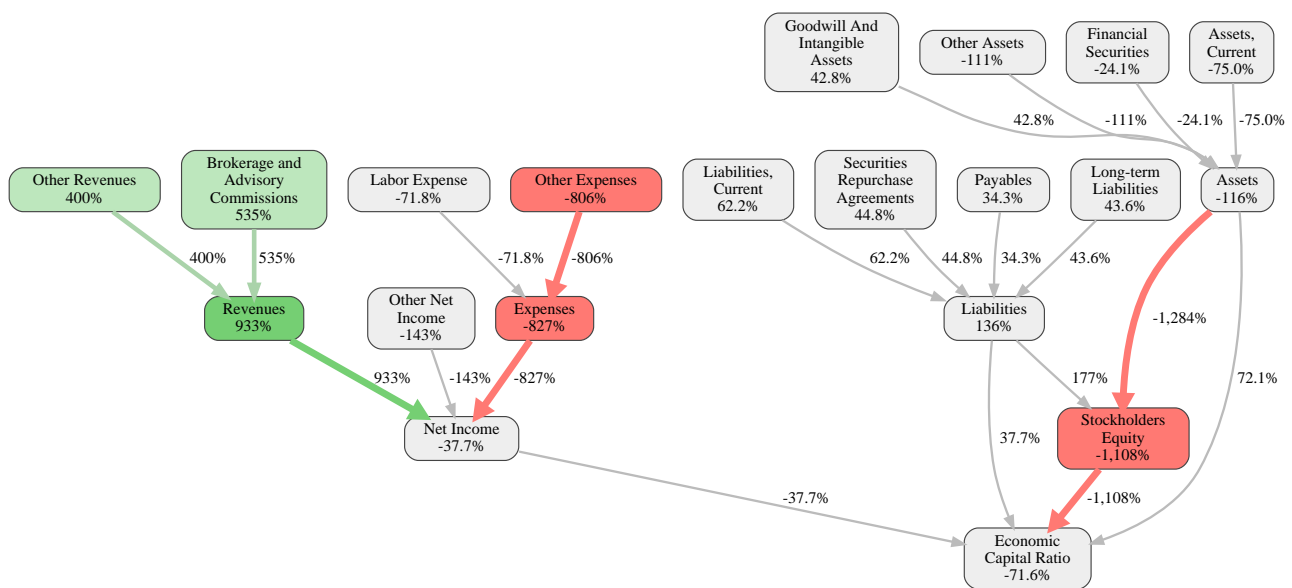 Goodwill And
Intangible
Assets
42.8%
Other Assets
-111%
Financial
Securities
-24.1%
Assets,
Current
-75.0%
42.8%
-111%
-24.1%
-75.0%
Other Revenues
400%
Brokerage and
Advisory
Commissions
535%
Labor Expense
-71.8%
Other Expenses
-806%
Liabilities,
Current
62.2%
Securities
Repurchase
Agreements
44.8%
Payables
34.3%
Long-term
Liabilities
43.6%
Assets
-116%
400%
535%
-71.8%
-806%
62.2%
44.8%
34.3%
43.6%
Revenues
933%
Other Net
Income
-143%
Expenses
-827%
Liabilities
136%
-1,284%
933%
-143%
-827%
177%
72.1%
Net Income
-37.7%
37.7%
Stockholders
Equity
-1,108%
-37.7%
-1,108%
Economic
Capital Ratio
-71.6%